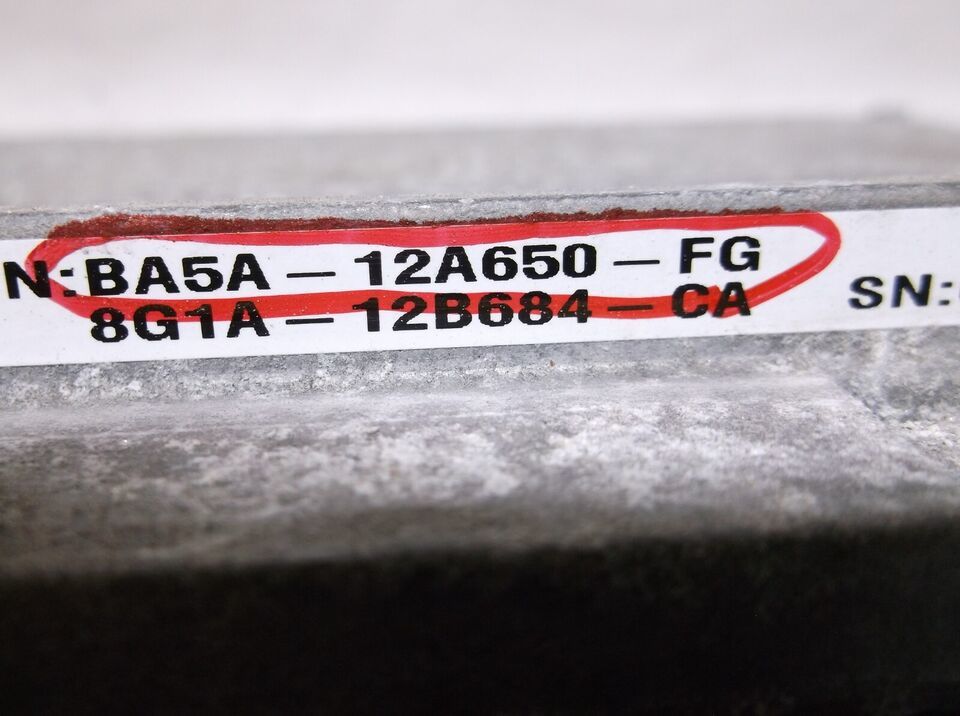 N:BA5A – 12A650 – FG
8G1A – 12B684 – CA
SN: